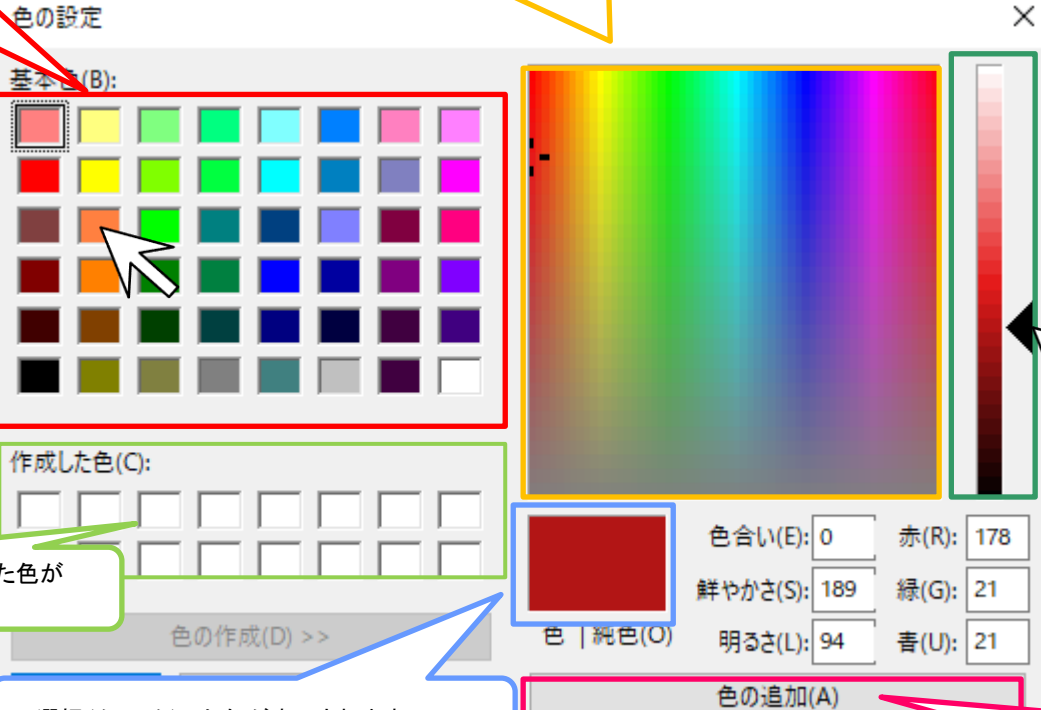 色の設定
基本色(B):
作成した色(C):
た色が
色の作成(D) >>
色 | 純色(O)
色合い(E): 0
赤(R): 178
鮮やかさ(S): 189
緑(G): 21
明るさ(L): 94
青(U): 21
色の追加(A)